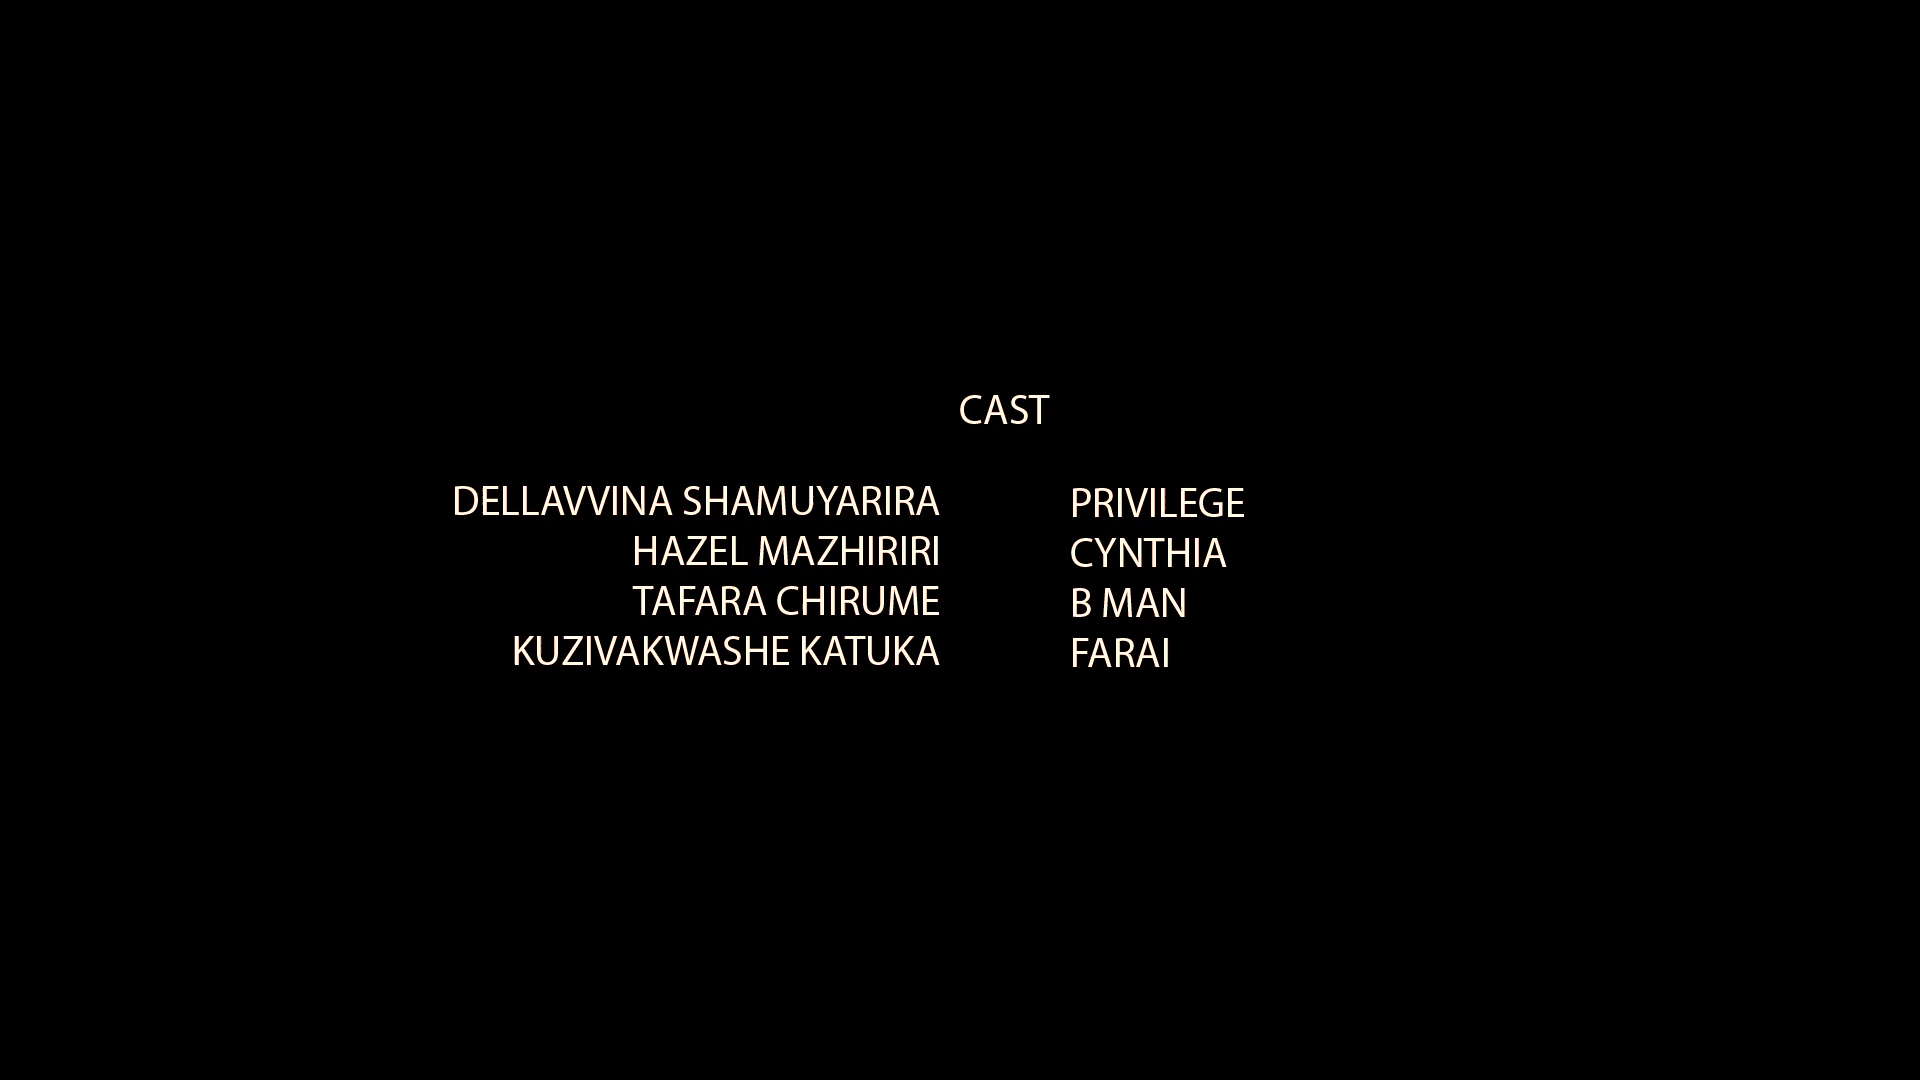 CAST
DELLAVVINA SHAMUYARIRA PRIVILEGE
HAZEL MAZHIRIRI CYNTHIA
TAFARA CHIRUME B MAN
KUZIVAKWASHE KATUKA FARAI